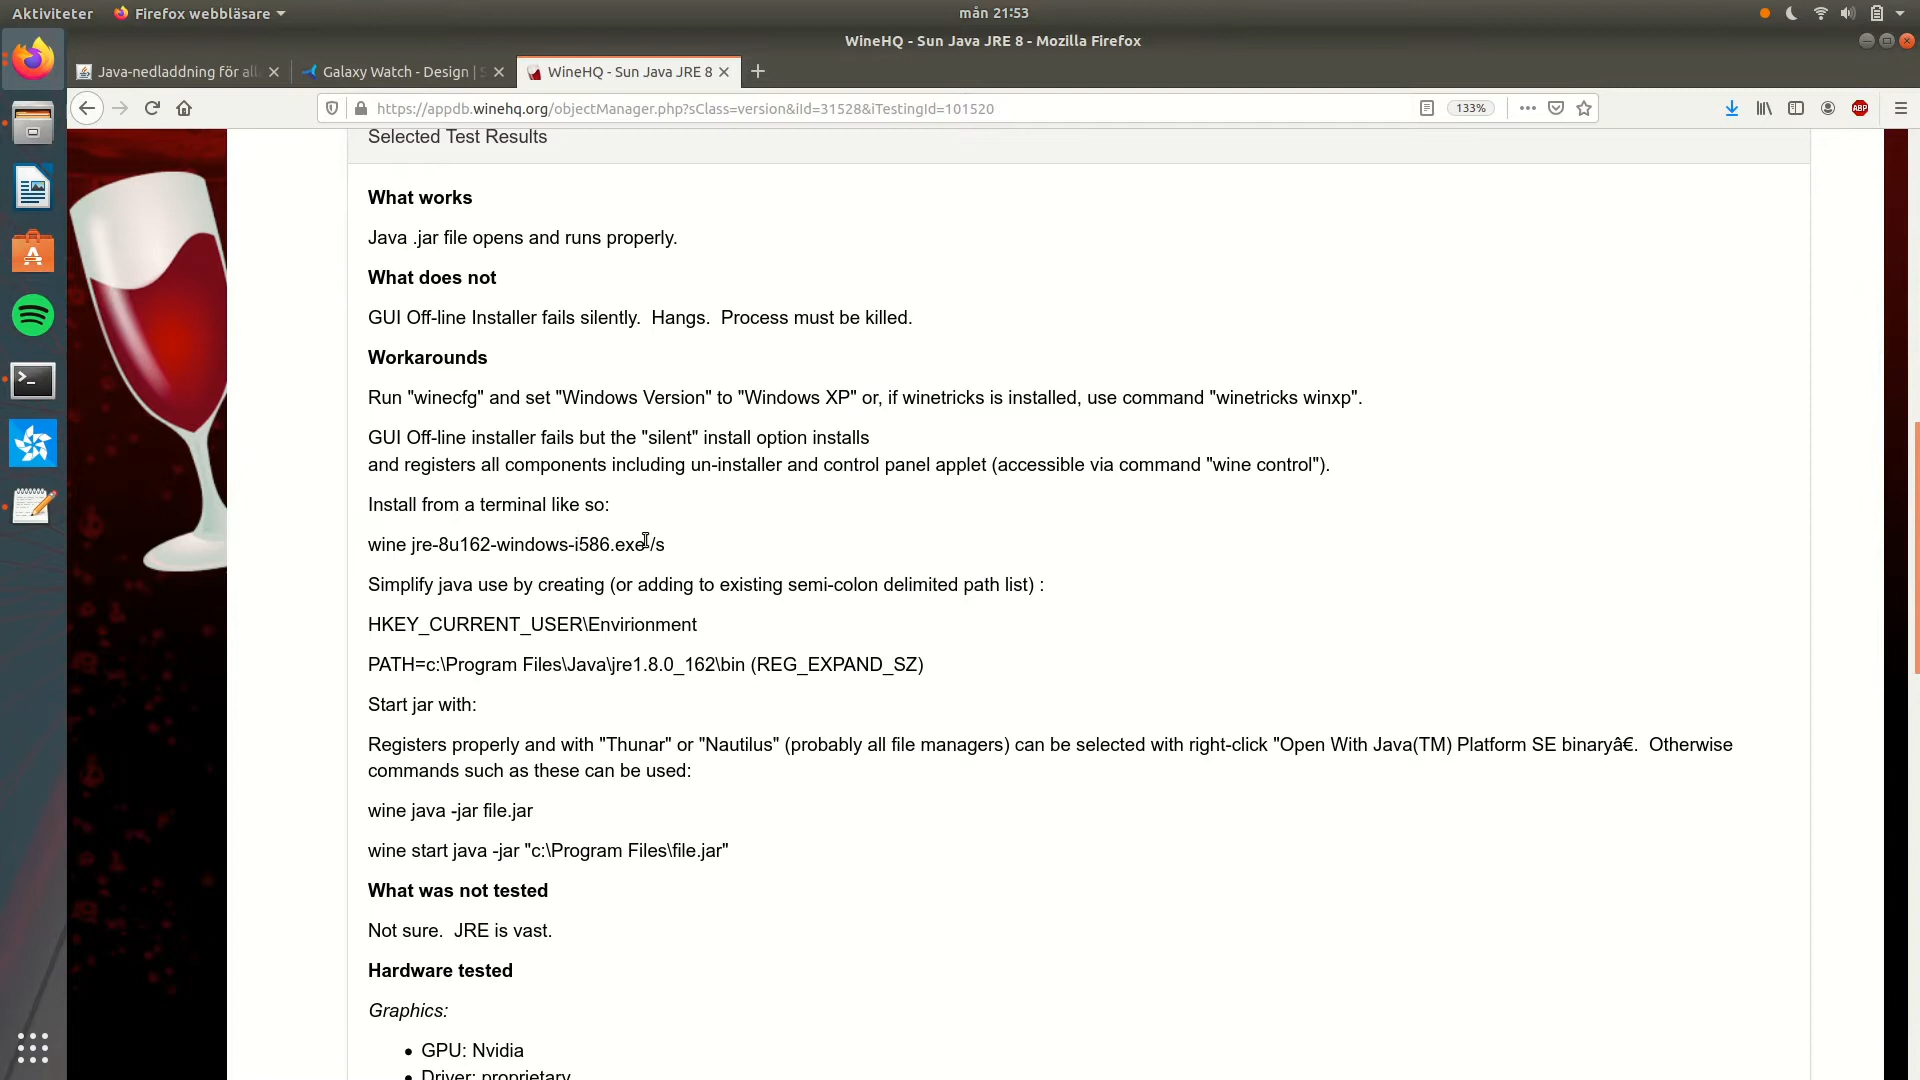 Aktiviteter
Firefox webbläsare
mån 21:53
WineHQ - Sun Java JRE 8 - Mozilla Firefox
Java-nedladdning för all
Galaxy Watch - Design | S
WineHQ - Sun Java JRE 8
https://appdb.winehq.org/objectManager.php?sClass=version&iId=31528&iTestingId=101520
133%
ABP
Selected Test Results
What works
Java .jar file opens and runs properly.
What does not
GUI Off-line Installer fails silently.  Hangs.  Process must be killed.
Workarounds
Run "winecfg" and set "Windows Version" to "Windows XP" or, if winetricks is installed, use command "winetricks winxp".
GUI Off-line installer fails but the "silent" install option installs
and registers all components including un-installer and control panel applet (accessible via command "wine control").
Install from a terminal like so:
wine jre-8u162-windows-i586.exe /s
Simplify java use by creating (or adding to existing semi-colon delimited path list) :
HKEY_CURRENT_USER\Envirionment
PATH=c:\Program Files\Java\jre1.8.0_162\bin (REG_EXPAND_SZ)
Start jar with:
Registers properly and with "Thunar" or "Nautilus" (probably all file managers) can be selected with right-click "Open With Java(TM) Platform SE binaryâ€.  Otherwise
commands such as these can be used:
wine java -jar file.jar
wine start java -jar "c:\Program Files\file.jar"
What was not tested
Not sure.  JRE is vast.
Hardware tested
Graphics:
• GPU: Nvidia
• Driver: proprietary